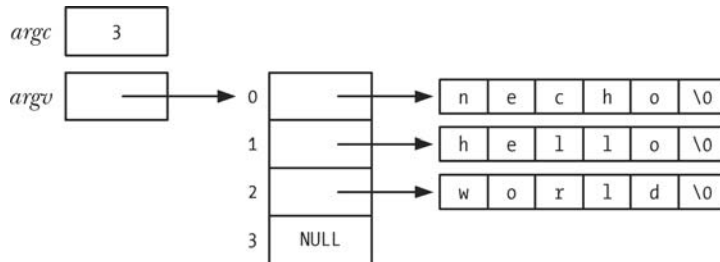 argc 3
argv 0 n e c h o \0
1 h e l l o \0
2 w o r l d \0
3 NULL